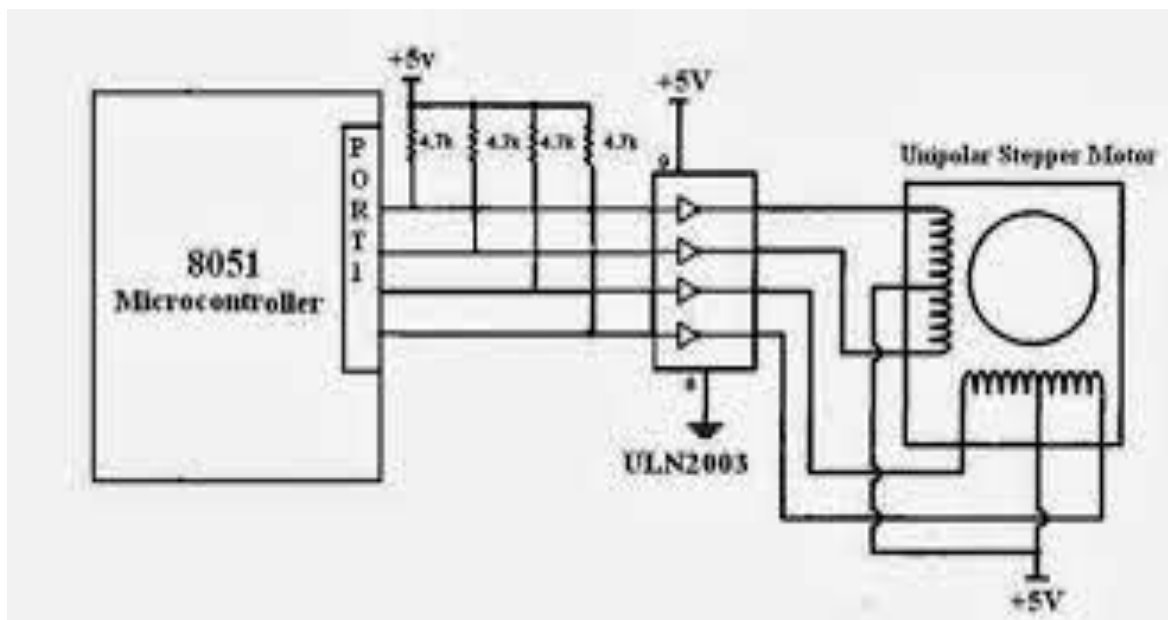 +5v
+5V
4.7k 4.7k 4.7k 4.7k
9
Unipolar Stepper Motor
PORT1
8051
Microcontroller
8
ULN2003
+5V